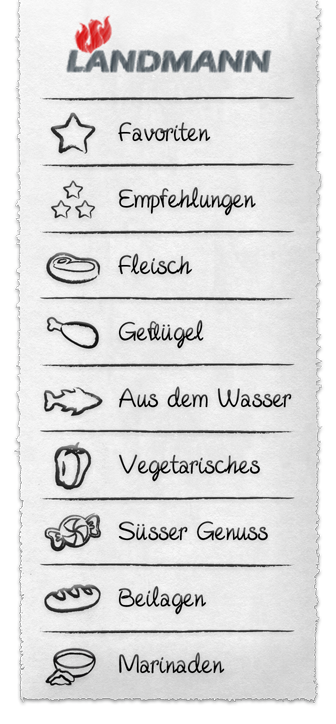 LANDMANN
Favoriten
Empfehlungen
Fleisch
Geflügel
Aus dem Wasser
Vegetarisches
Süsser Genuss
Beilagen
Marinaden